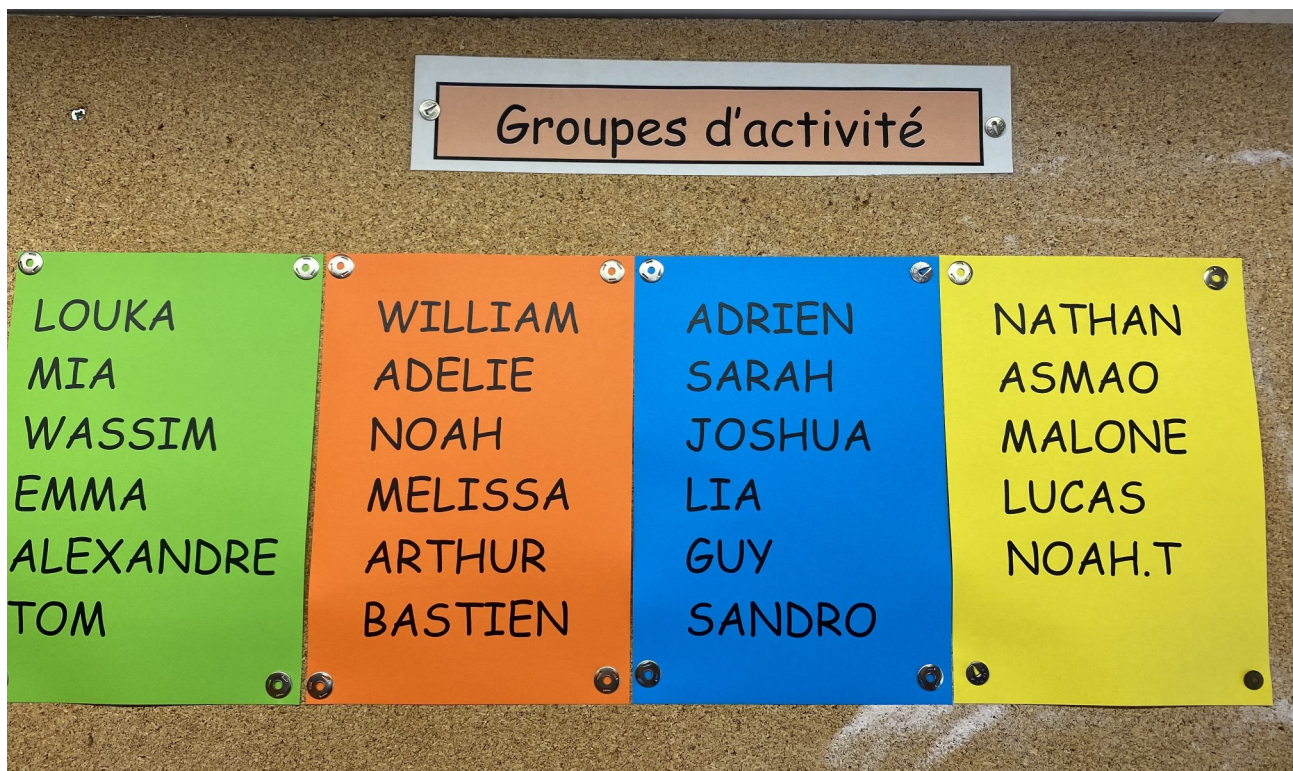 Groupes d'activité
LOUKA
MIA
WASSIM
EMMA
ALEXANDRE
TOM
WILLIAM
ADELIE
NOAH
MELISSA
ARTHUR
BASTIEN
ADRIEN
SARAH
JOSHUA
LIA
GUY
SANDRO
NATHAN
ASMAO
MALONE
LUCAS
NOAH.T